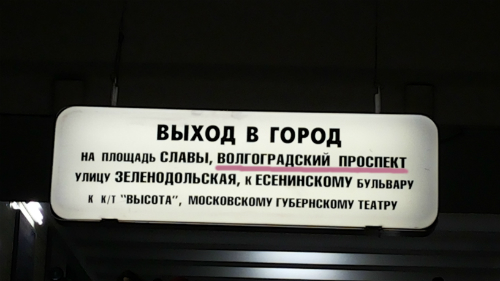 ВЫХОД В ГОРОД
НА ПЛОЩАДЬ СЛАВЫ, ВОЛГОГРАДСКИЙ ПРОСПЕКТ
УЛИЦУ ЗЕЛЕНОДОЛЬСКАЯ, К ЕСЕНИНСКОМУ БУЛЬВАРУ
К К/Т "ВЫСОТА", МОСКОВСКОМУ ГУБЕРНСКОМУ ТЕАТРУ